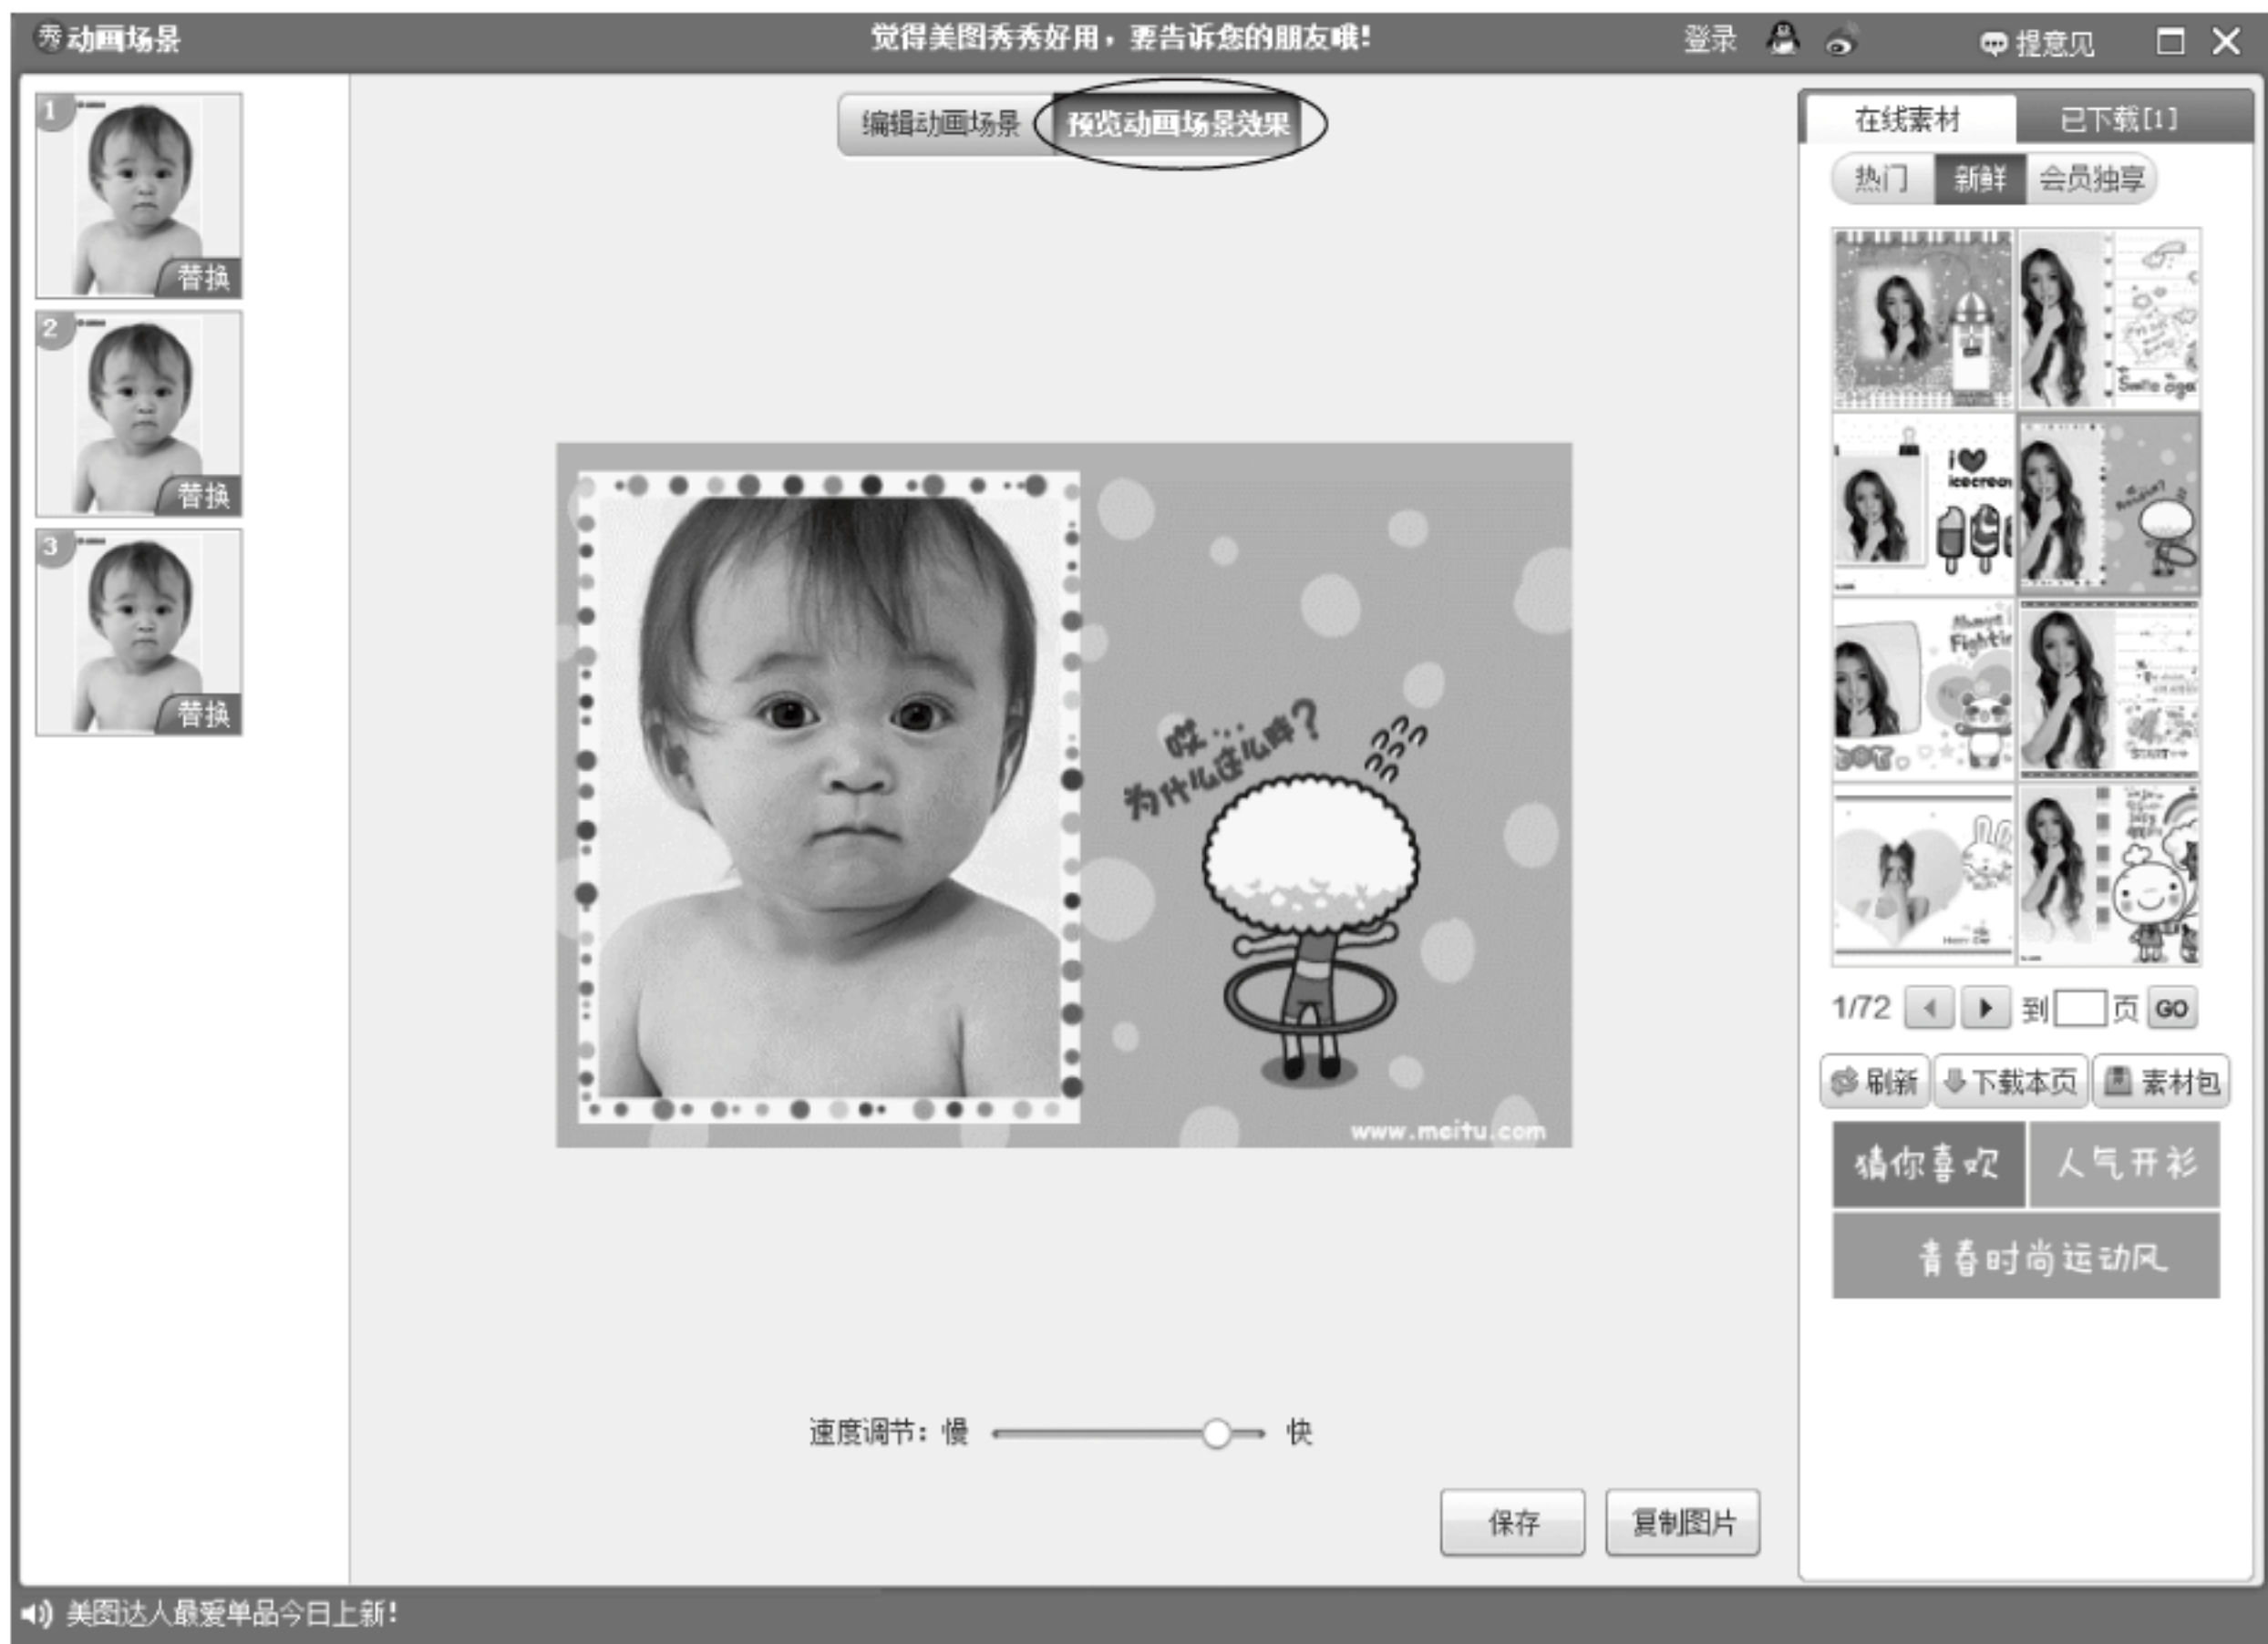 秀 动画场景
觉得美图秀秀好用，要告诉您的朋友哦!
登录
提意见
1
替换
2
替换
3
替换
编辑动画场景
预览动画场景效果
哎...
为什么这么胖?
www.meitu.com
速度调节: 慢
快
保存
复制图片
在线素材
已下载[1]
热门
新鲜
会员独享
i
icecream
Always
Fightin
START
1/72
到
页
GO
刷新
下载本页
素材包
猜你喜欢
人气开衫
青春时尚运动风
美图达人最爱单品今日上新!